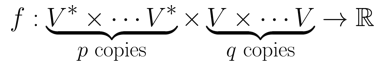 f : V* × ⋯ V* × V × ⋯ V → ℝ
p copies q copies